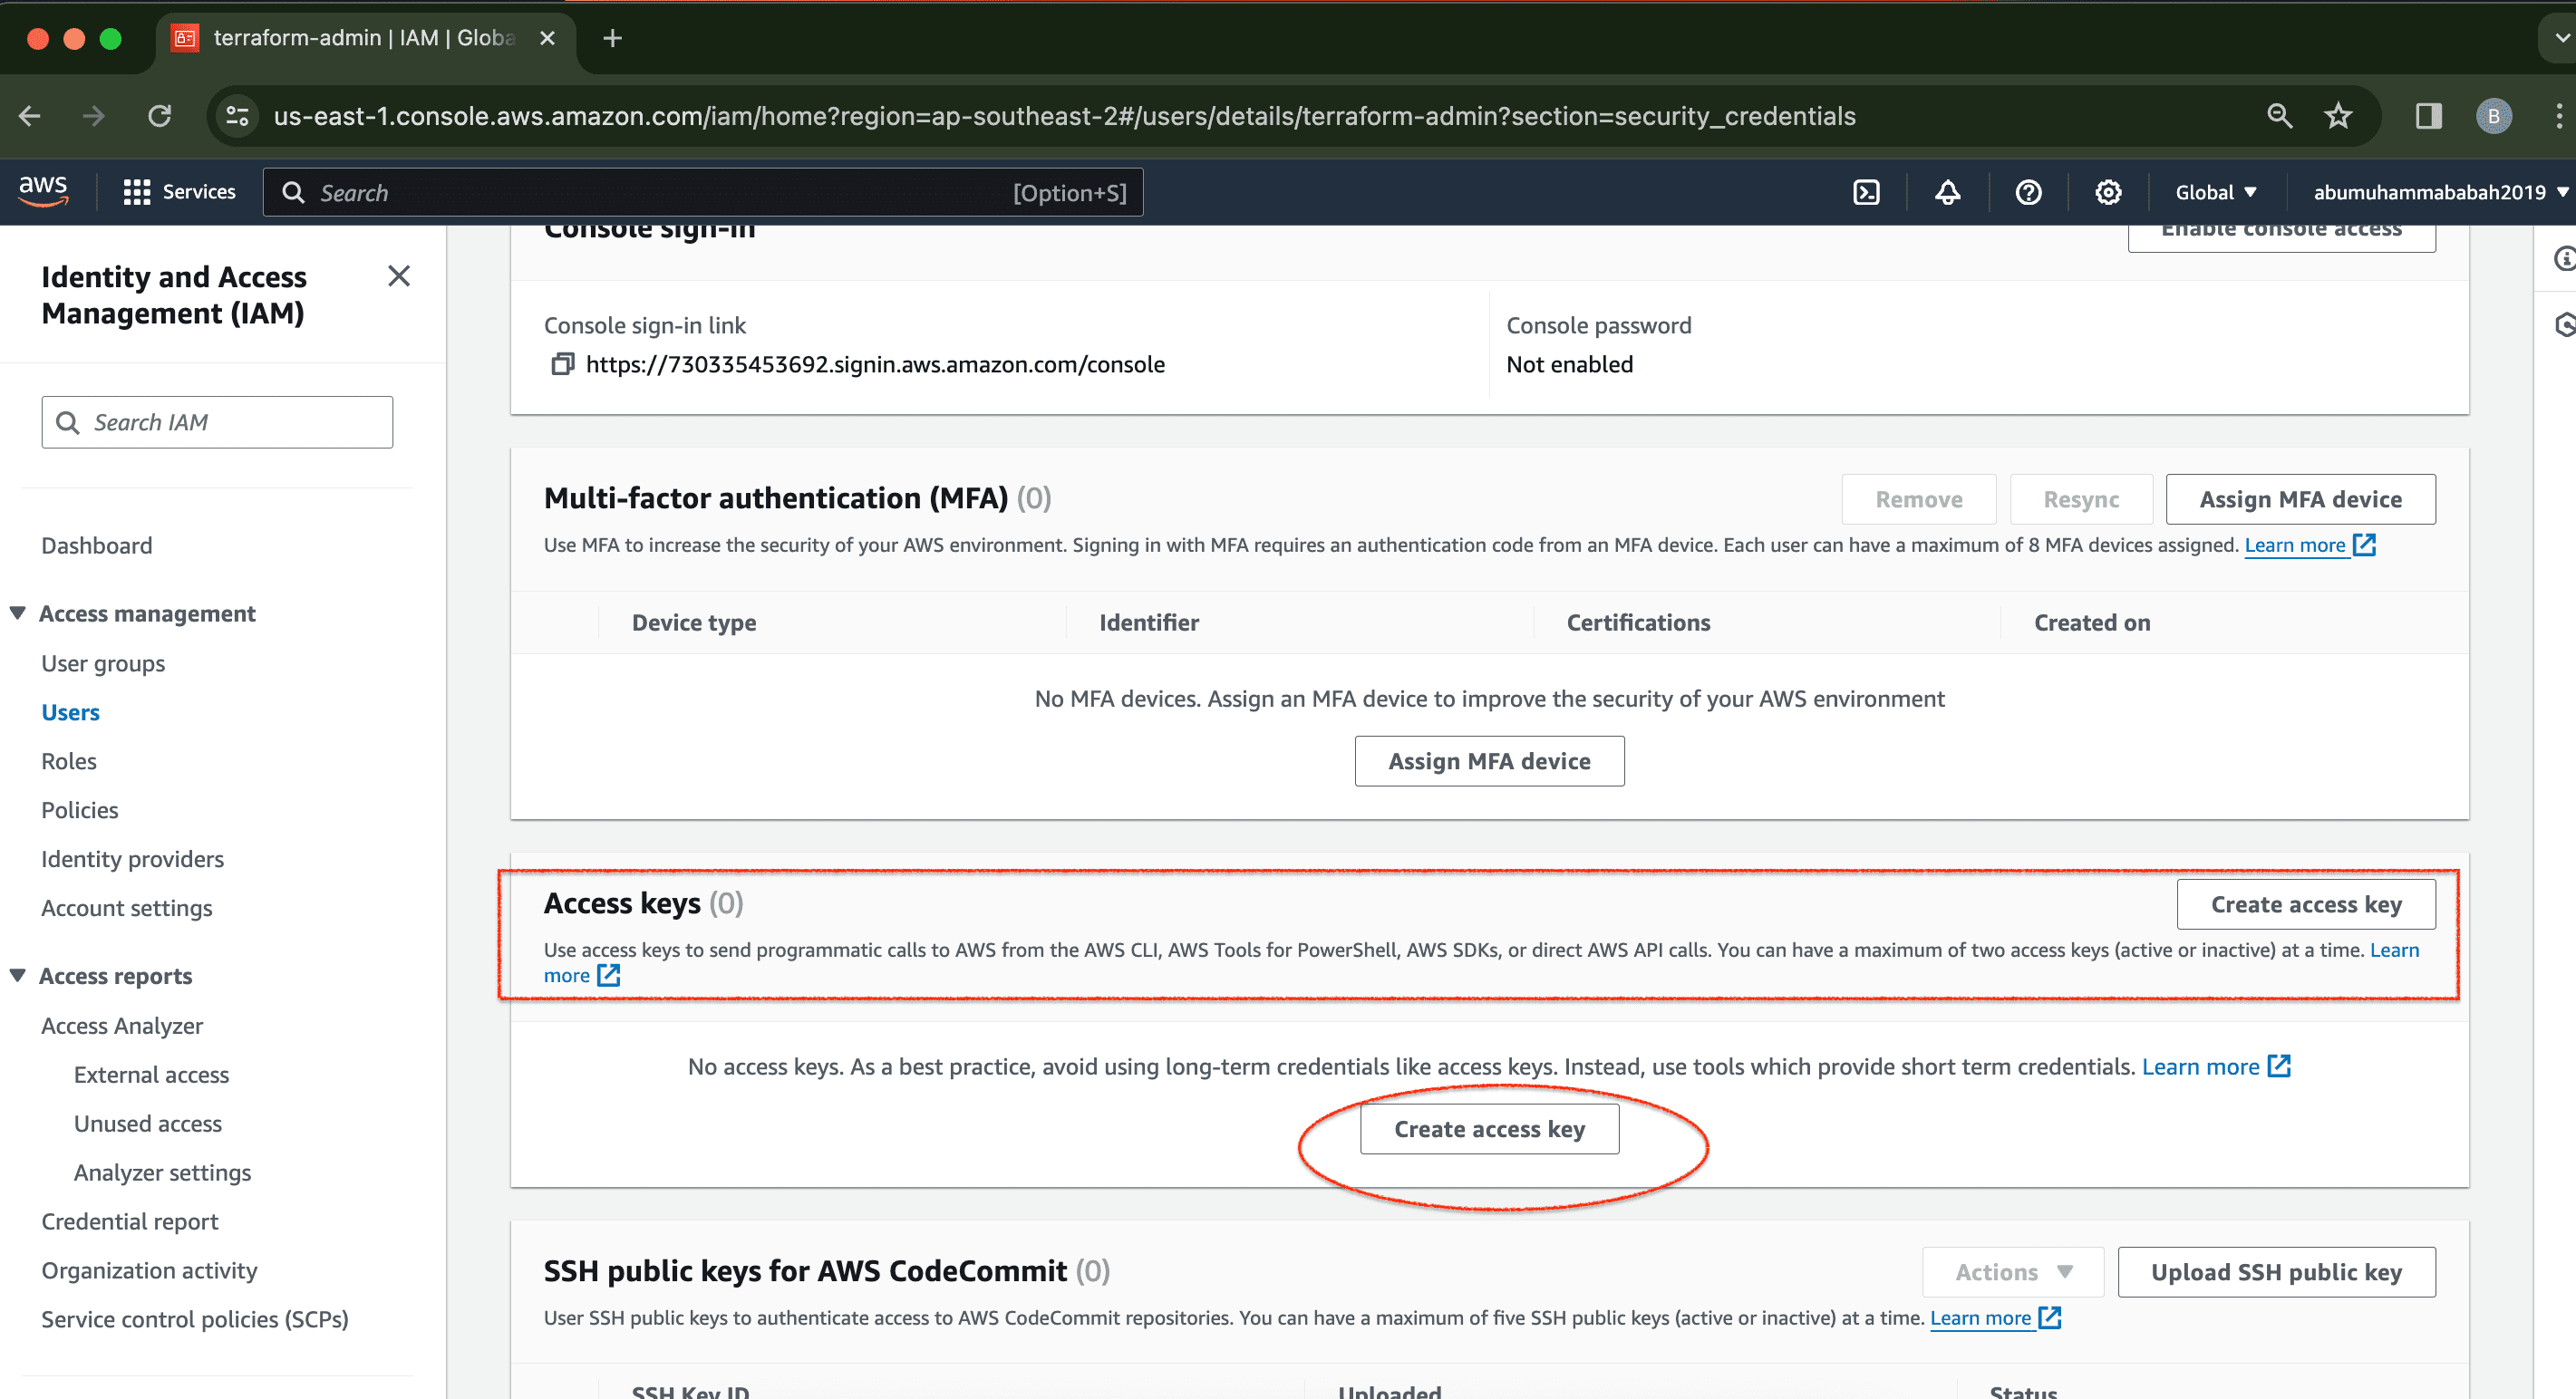 terraform-admin | IAM | Globa
us-east-1.console.aws.amazon.com/iam/home?region=ap-southeast-2#/users/details/terraform-admin?section=security_credentials
B
aws
Services
Search
[Option+S]
Global
abumuhammababah2019
Identity and Access
Management (IAM)
Search IAM
Dashboard
Access management
User groups
Users
Roles
Policies
Identity providers
Account settings
Access reports
Access Analyzer
External access
Unused access
Analyzer settings
Credential report
Organization activity
Service control policies (SCPs)
Console sign-in
Enable console access
Console sign-in link
https://730335453692.signin.aws.amazon.com/console
Console password
Not enabled
Multi-factor authentication (MFA) (0)
Remove
Resync
Assign MFA device
Use MFA to increase the security of your AWS environment. Signing in with MFA requires an authentication code from an MFA device. Each user can have a maximum of 8 MFA devices assigned. Learn more
Device type
Identifier
Certifications
Created on
No MFA devices. Assign an MFA device to improve the security of your AWS environment
Assign MFA device
Access keys (0)
Create access key
Use access keys to send programmatic calls to AWS from the AWS CLI, AWS Tools for PowerShell, AWS SDKs, or direct AWS API calls. You can have a maximum of two access keys (active or inactive) at a time. Learn
more
No access keys. As a best practice, avoid using long-term credentials like access keys. Instead, use tools which provide short term credentials. Learn more
Create access key
SSH public keys for AWS CodeCommit (0)
Actions
Upload SSH public key
User SSH public keys to authenticate access to AWS CodeCommit repositories. You can have a maximum of five SSH public keys (active or inactive) at a time. Learn more
SSH Key ID
Uploaded
Status